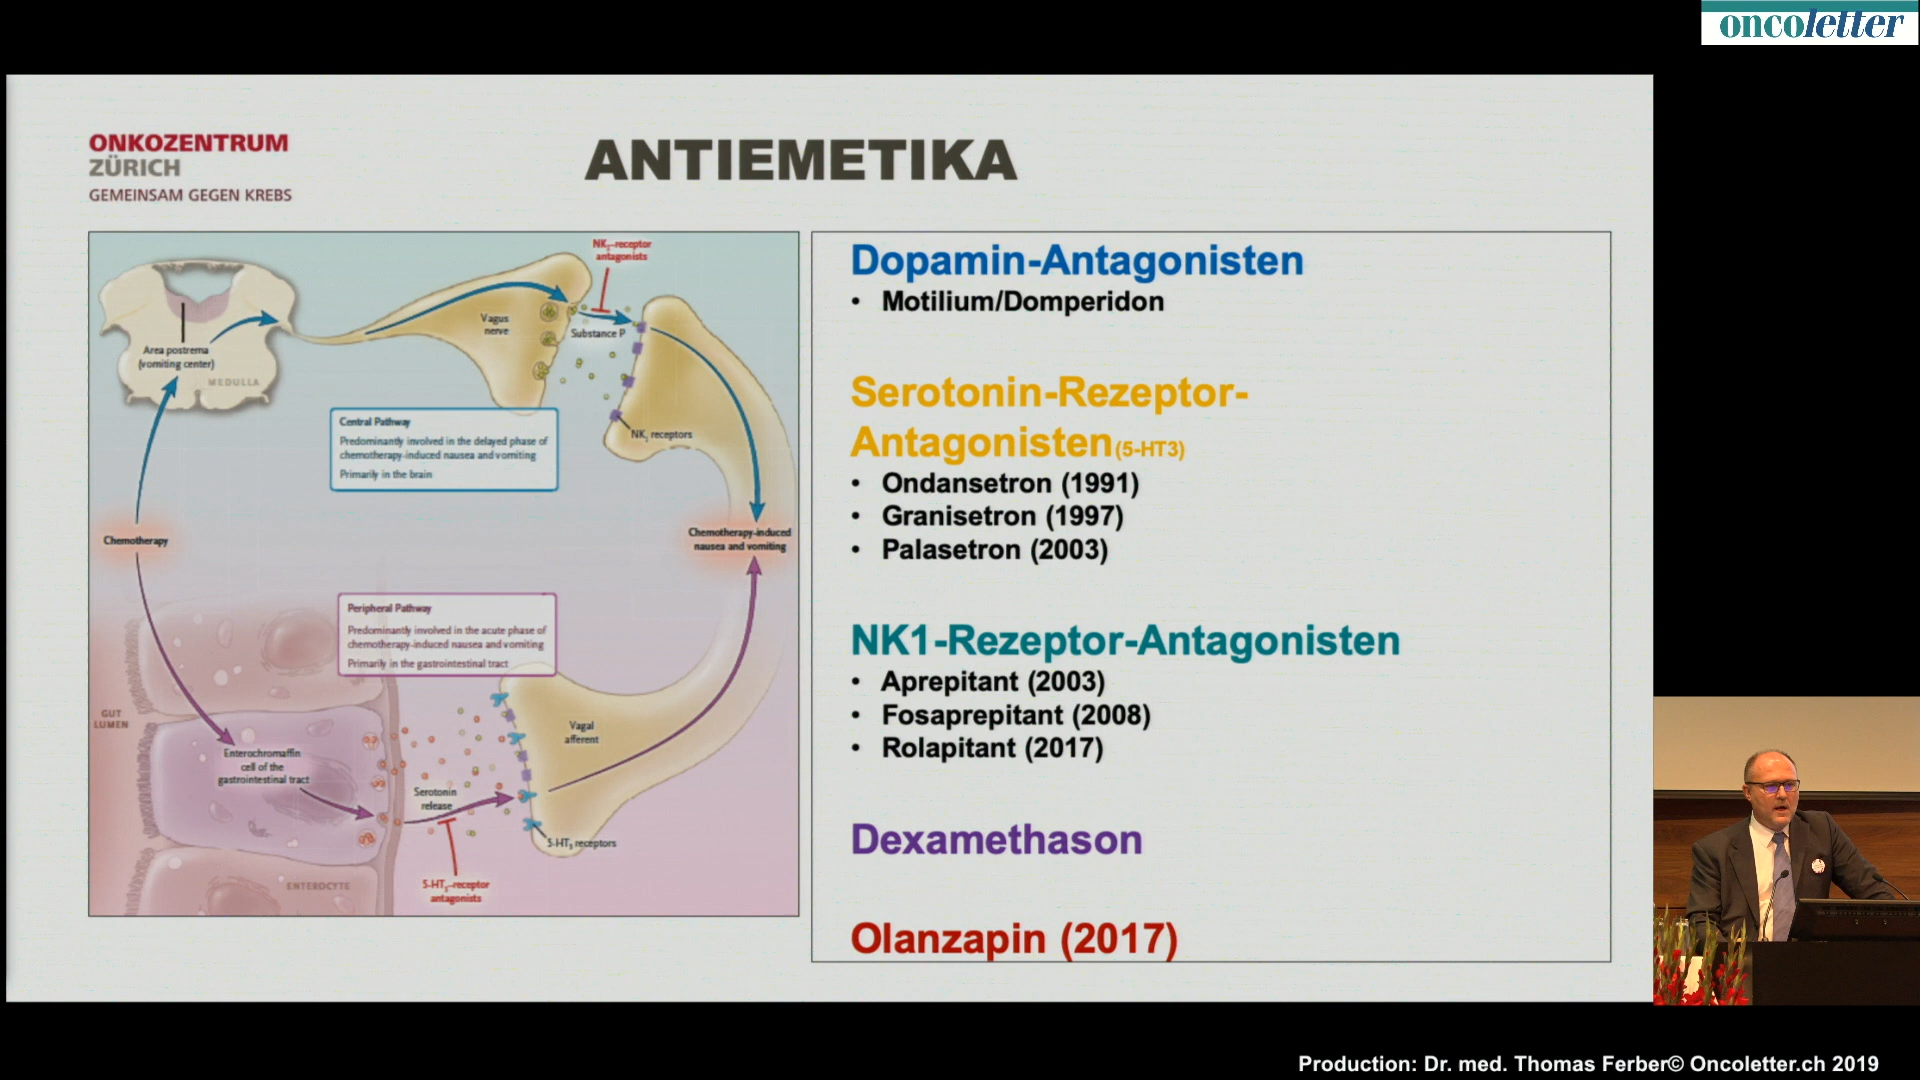 oncoletter
ONKOZENTRUM
ZÜRICH
GEMEINSAM GEGEN KREBS
ANTIEMETIKA
NK1-receptor
antagonists
Vagus
nerve
Substance P
Area postrema
(vomiting center)
MEDULLA
NK1 receptors
Central Pathway
Predominantly involved in the delayed phase of
chemotherapy-induced nausea and vomiting
Primarily in the brain
Chemotherapy
Chemotherapy-induced
nausea and vomiting
Peripheral Pathway
Predominantly involved in the acute phase of
chemotherapy-induced nausea and vomiting
Primarily in the gastrointestinal tract
GUT
LUMEN
Vagal
afferent
Enterochromaffin
cell of the
gastrointestinal tract
Serotonin
release
5-HT3 receptors
5-HT3-receptor
antagonists
ENTEROCYTE
Dopamin-Antagonisten
• Motilium/Domperidon
Serotonin-Rezeptor-
Antagonisten (5-HT3)
• Ondansetron (1991)
• Granisetron (1997)
• Palasetron (2003)
NK1-Rezeptor-Antagonisten
• Aprepitant (2003)
• Fosaprepitant (2008)
• Rolapitant (2017)
Dexamethason
Olanzapin (2017)
Production: Dr. med. Thomas Ferber© Oncoletter.ch 2019